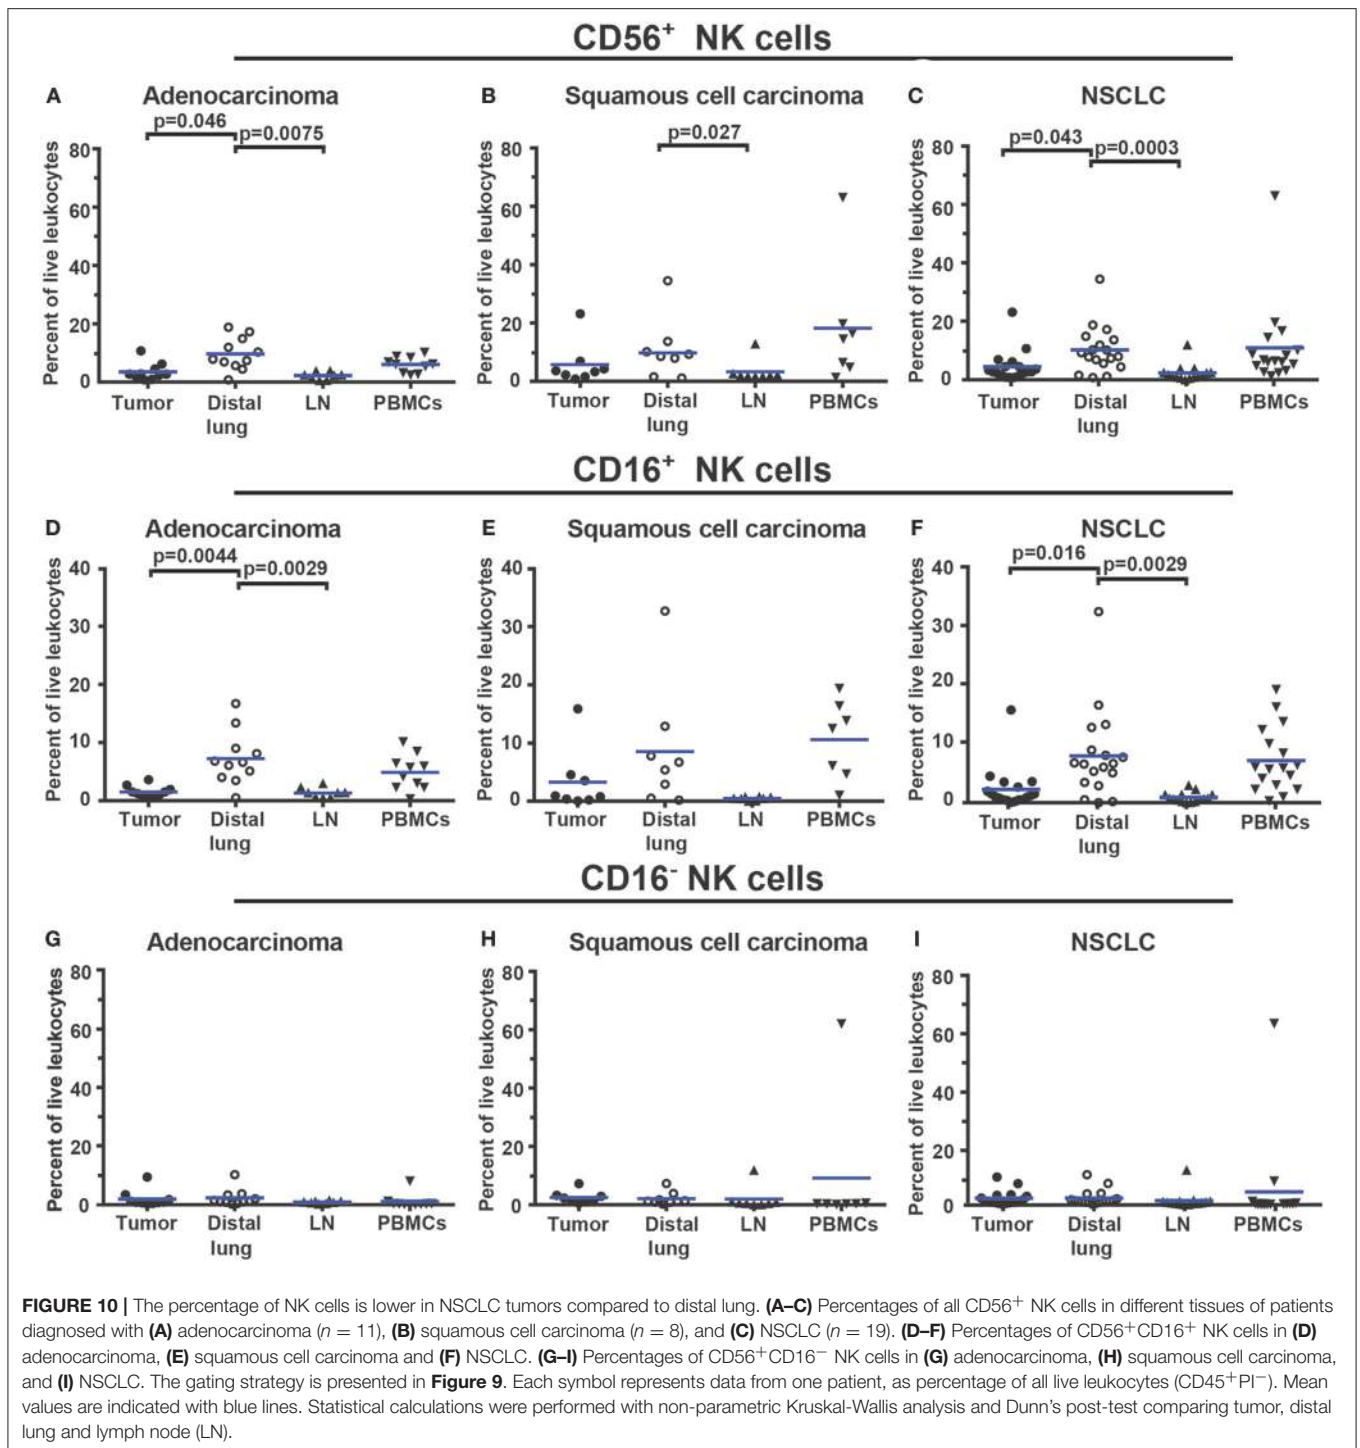 CD56⁺ NK cells
A Adenocarcinoma
p=0.046
p=0.0075
Percent of live leukocytes
80
60
40
20
0
Tumor Distal lung LN PBMCs
B Squamous cell carcinoma
p=0.027
Percent of live leukocytes
80
60
40
20
0
Tumor Distal lung LN PBMCs
C NSCLC
p=0.043
p=0.0003
Percent of live leukocytes
80
60
40
20
0
Tumor Distal lung LN PBMCs
CD16⁺ NK cells
D Adenocarcinoma
p=0.0044
p=0.0029
Percent of live leukocytes
40
30
20
10
0
Tumor Distal lung LN PBMCs
E Squamous cell carcinoma
Percent of live leukocytes
40
30
20
10
0
Tumor Distal lung LN PBMCs
F NSCLC
p=0.016
p=0.0029
Percent of live leukocytes
40
30
20
10
0
Tumor Distal lung LN PBMCs
CD16⁻ NK cells
G Adenocarcinoma
Percent of live leukocytes
80
60
40
20
0
Tumor Distal lung LN PBMCs
H Squamous cell carcinoma
Percent of live leukocytes
80
60
40
20
0
Tumor Distal lung LN PBMCs
I NSCLC
Percent of live leukocytes
80
60
40
20
0
Tumor Distal lung LN PBMCs
FIGURE 10 | The percentage of NK cells is lower in NSCLC tumors compared to distal lung. (A–C) Percentages of all CD56⁺ NK cells in different tissues of patients
diagnosed with (A) adenocarcinoma (n = 11), (B) squamous cell carcinoma (n = 8), and (C) NSCLC (n = 19). (D–F) Percentages of CD56⁺CD16⁺ NK cells in (D)
adenocarcinoma, (E) squamous cell carcinoma and (F) NSCLC. (G–I) Percentages of CD56⁺CD16⁻ NK cells in (G) adenocarcinoma, (H) squamous cell carcinoma,
and (I) NSCLC. The gating strategy is presented in Figure 9. Each symbol represents data from one patient, as percentage of all live leukocytes (CD45⁺PI⁻). Mean
values are indicated with blue lines. Statistical calculations were performed with non-parametric Kruskal-Wallis analysis and Dunn's post-test comparing tumor, distal
lung and lymph node (LN).